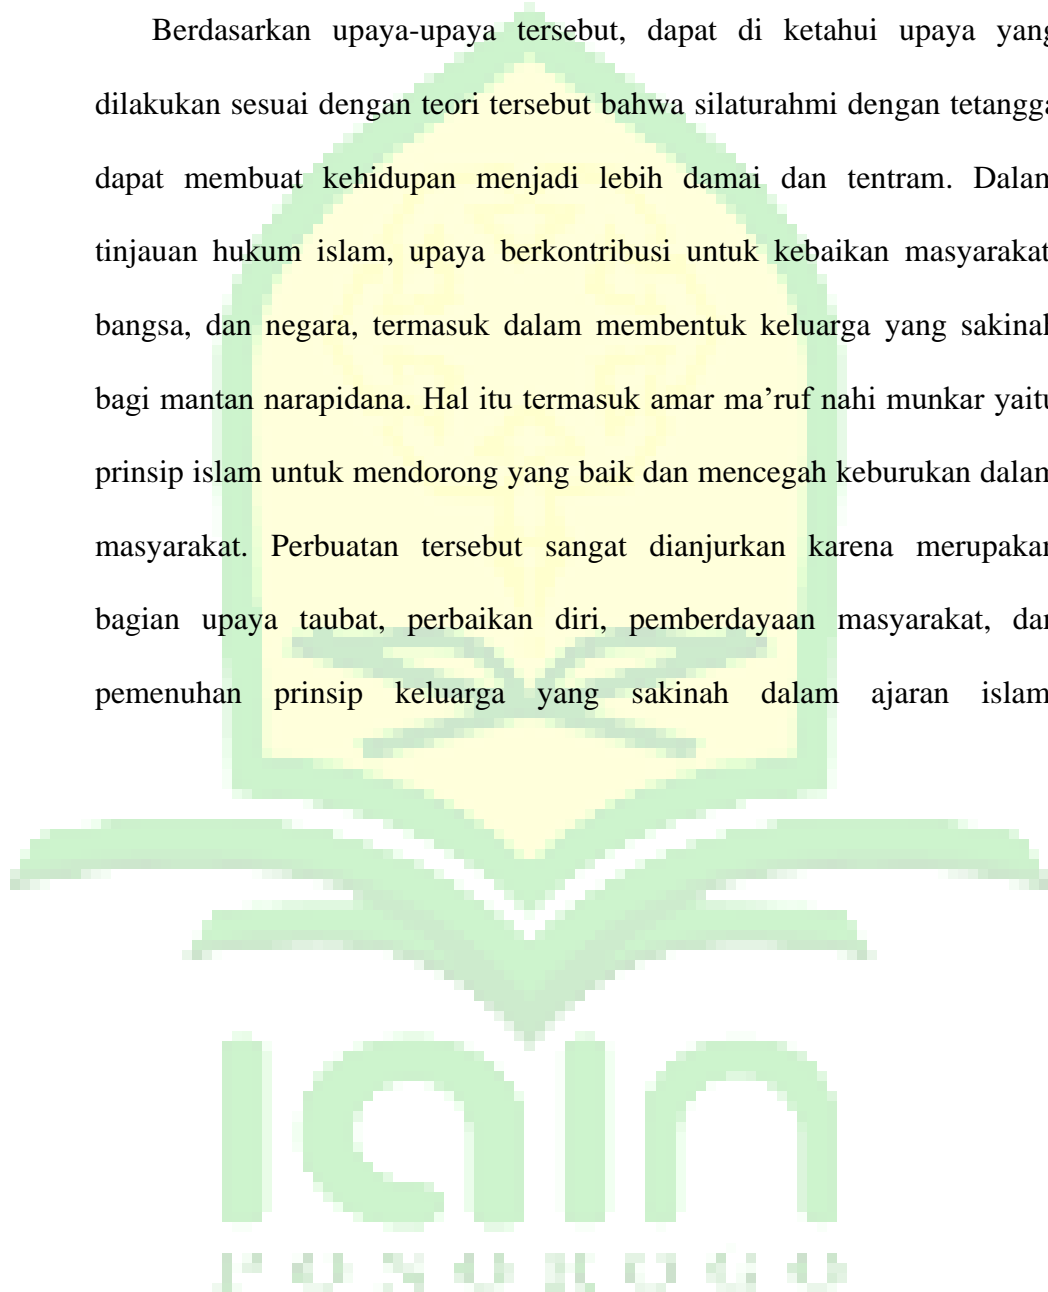 Berdasarkan upaya-upaya tersebut, dapat di ketahui upaya yang
dilakukan sesuai dengan teori tersebut bahwa silaturahmi dengan tetangga
dapat membuat kehidupan menjadi lebih damai dan tentram. Dalam
tinjauan hukum islam, upaya berkontribusi untuk kebaikan masyarakat
bangsa, dan negara, termasuk dalam membentuk keluarga yang sakinah
bagi mantan narapidana. Hal itu termasuk amar ma’ruf nahi munkar yaitu
prinsip islam untuk mendorong yang baik dan mencegah keburukan dalam
masyarakat. Perbuatan tersebut sangat dianjurkan karena merupakan
bagian upaya taubat, perbaikan diri, pemberdayaan masyarakat, dan
pemenuhan prinsip keluarga yang sakinah dalam ajaran islam
iain
PONOROGO